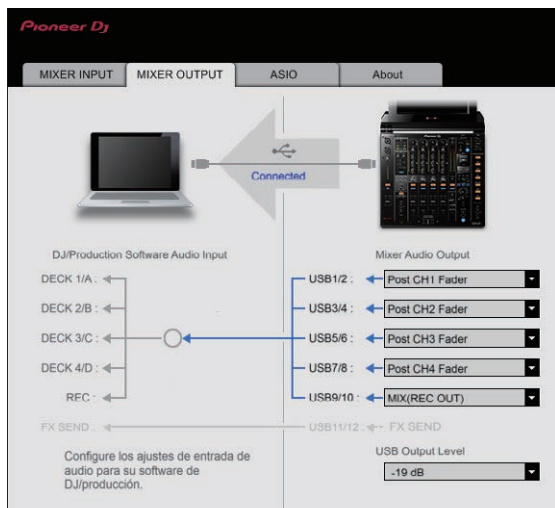 Pioneer Dj
MIXER INPUT
MIXER OUTPUT
ASIO
About
Connected
DJ/Production Software Audio Input
Mixer Audio Output
DECK 1/A :
USB1/2 :
Post CH1 Fader
DECK 2/B :
USB3/4 :
Post CH2 Fader
DECK 3/C :
USB5/6 :
Post CH3 Fader
DECK 4/D :
USB7/8 :
Post CH4 Fader
REC :
USB9/10 :
MIX(REC OUT)
FX SEND :
USB11/12 :
FX SEND
Configure los ajustes de entrada de
audio para su software de
DJ/producción.
USB Output Level
-19 dB